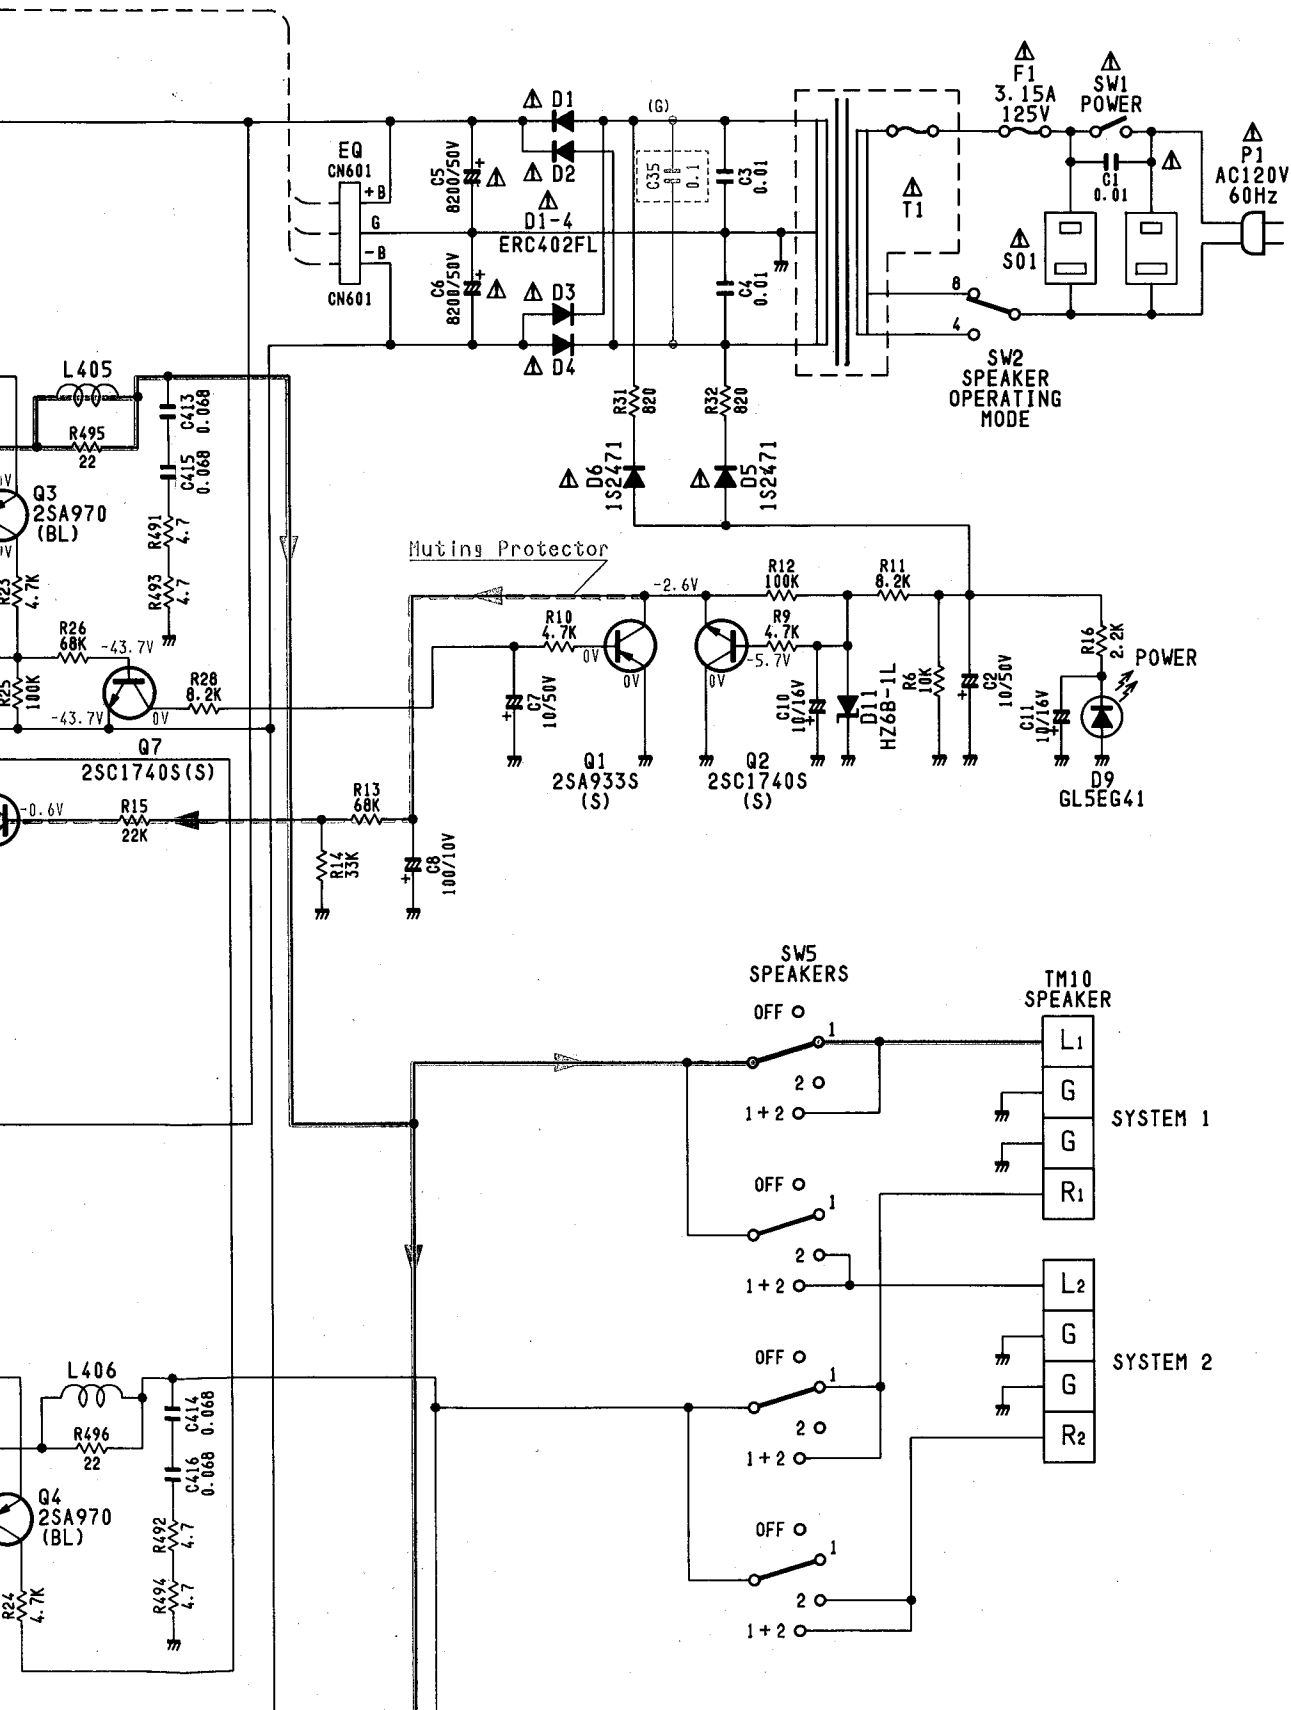 F1
3.15A
125V
SW1
POWER
P1
AC120V
60Hz
C1
0.01
T1
SO1
8
4
SW2
SPEAKER
OPERATING
MODE
(G)
D1
D2
D1-4
ERC402FL
D3
D4
C35
0.1
C3
0.01
C4
0.01
C5
8200/50V
+
C6
8200/50V
+
EQ
CN601
+B
G
-B
CN601
L405
R495
22
C413
0.068
C415
0.068
R491
4.7
R493
4.7
Q3
2SA970
(BL)
0V
0V
R23
4.7K
R26
68K
-43.7V
R25
100K
-43.7V
0V
R28
8.2K
Q7
2SC1740S(S)
-0.6V
R15
22K
R31
820
R32
820
D6
1S2471
D5
1S2471
Muting Protector
-2.6V
R12
100K
R11
8.2K
R10
4.7K
0V
0V
R9
4.7K
-5.7V
0V
C7
10/50V
+
C10
10/16V
+
D11
HZ6B-1L
R6
10K
C2
10/50V
+
R16
2.2K
POWER
C11
10/16V
+
D9
GL5EG41
Q1
2SA933S
(S)
Q2
2SC1740S
(S)
R13
68K
R14
33K
C8
100/10V
+
SW5
SPEAKERS
OFF
1
2
1+2
OFF
1
2
1+2
OFF
1
2
1+2
OFF
1
2
1+2
TM10
SPEAKER
L1
G
G
R1
SYSTEM 1
L2
G
G
R2
SYSTEM 2
L406
R496
22
C414
0.068
C416
0.068
R492
4.7
R494
4.7
Q4
2SA970
(BL)
R24
4.7K